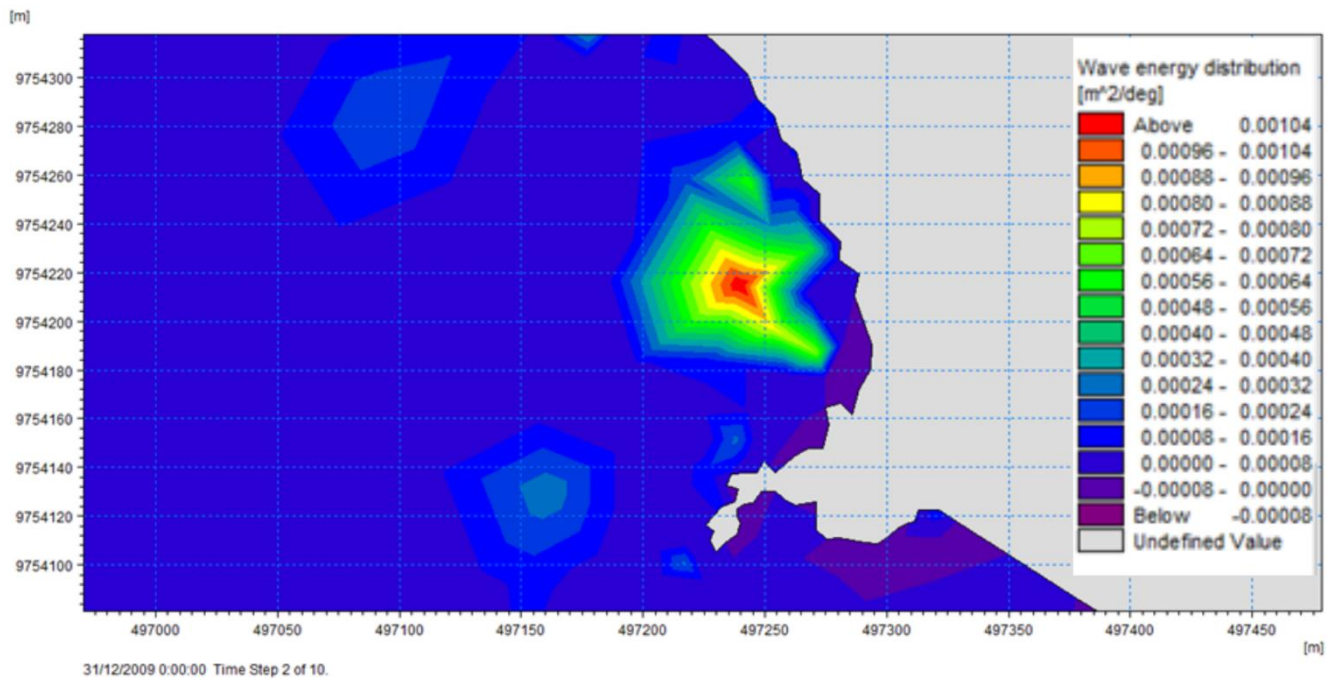 [m]
9754300
9754280
9754260
9754240
9754220
9754200
9754180
9754160
9754140
9754120
9754100
Wave energy distribution
[m^2/deg]
Above 0.00104
0.00096 - 0.00104
0.00088 - 0.00096
0.00080 - 0.00088
0.00072 - 0.00080
0.00064 - 0.00072
0.00056 - 0.00064
0.00048 - 0.00056
0.00040 - 0.00048
0.00032 - 0.00040
0.00024 - 0.00032
0.00016 - 0.00024
0.00008 - 0.00016
0.00000 - 0.00008
-0.00008 - 0.00000
Below -0.00008
Undefined Value
497000 497050 497100 497150 497200 497250 497300 497350 497400 497450
[m]
31/12/2009 0:00:00 Time Step 2 of 10.